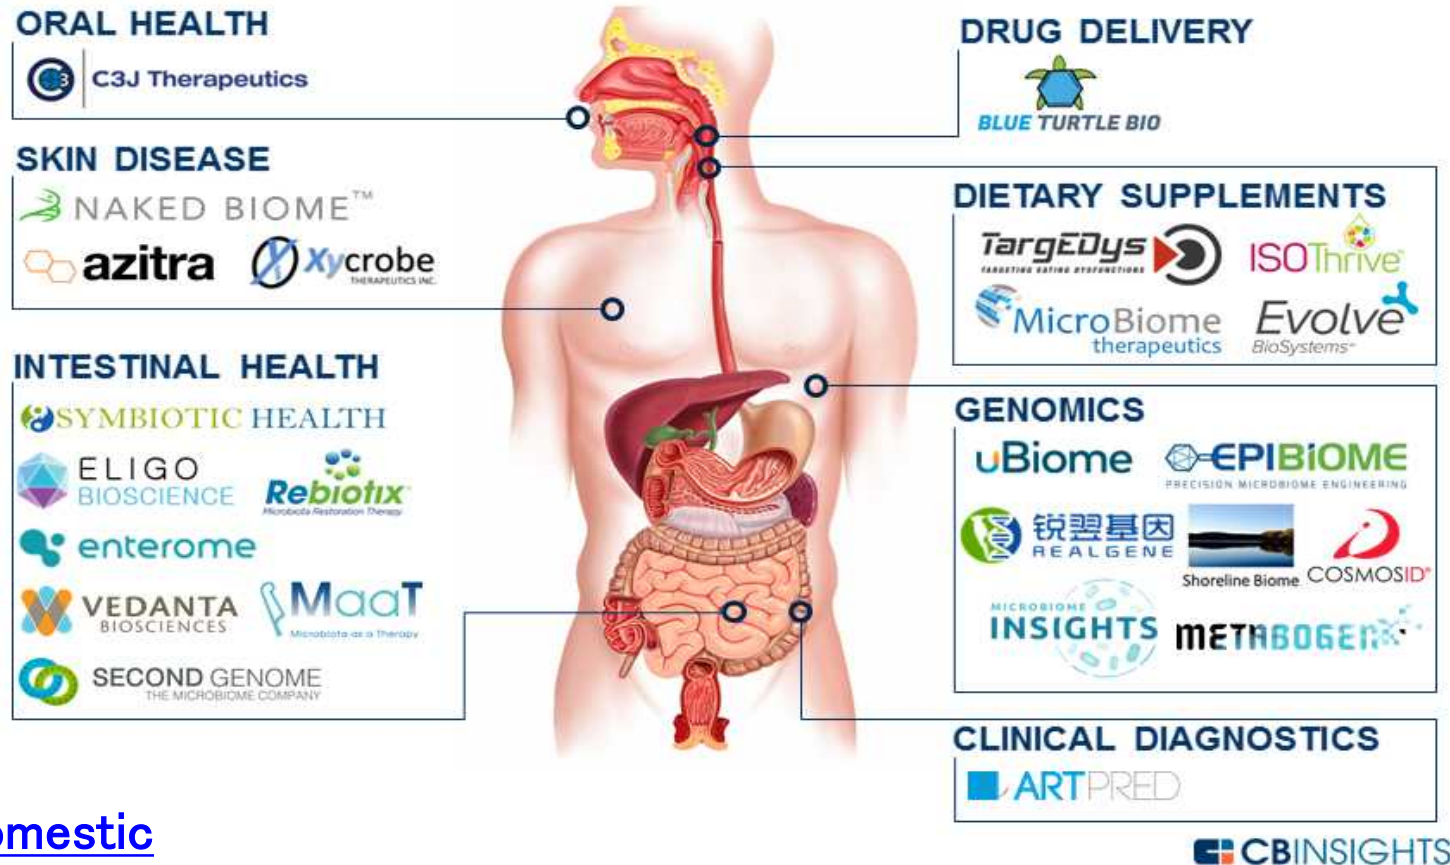 ORAL HEALTH
C3 C3J Therapeutics
SKIN DISEASE
NAKED BIOME™
azitra
X Xycrobe
THERAPEUTICS INC.
INTESTINAL HEALTH
SYMBIOTIC HEALTH
ELIGO
BIOSCIENCE
Rebiotix
Microbiota Restoration Therapy
enterome
VEDANTA
BIOSCIENCES
MaaT
Microbiota as a Therapy
SECOND GENOME
THE MICROBIOME COMPANY
DRUG DELIVERY
BLUE TURTLE BIO
DIETARY SUPPLEMENTS
TargEDys
TARGETING EATING DYSFUNCTIONS
ISOThrive™
MicroBiome
therapeutics
Evolve
BioSystems™
GENOMICS
uBiome
EPIBIOME
PRECISION MICROBIOME ENGINEERING
锐翌基因
REALGENE
Shoreline Biome
COSMOSID®
MICROBIOME
INSIGHTS
METABOGEN
CLINICAL DIAGNOSTICS
ARTPRED
omestic
CBINSIGHTS